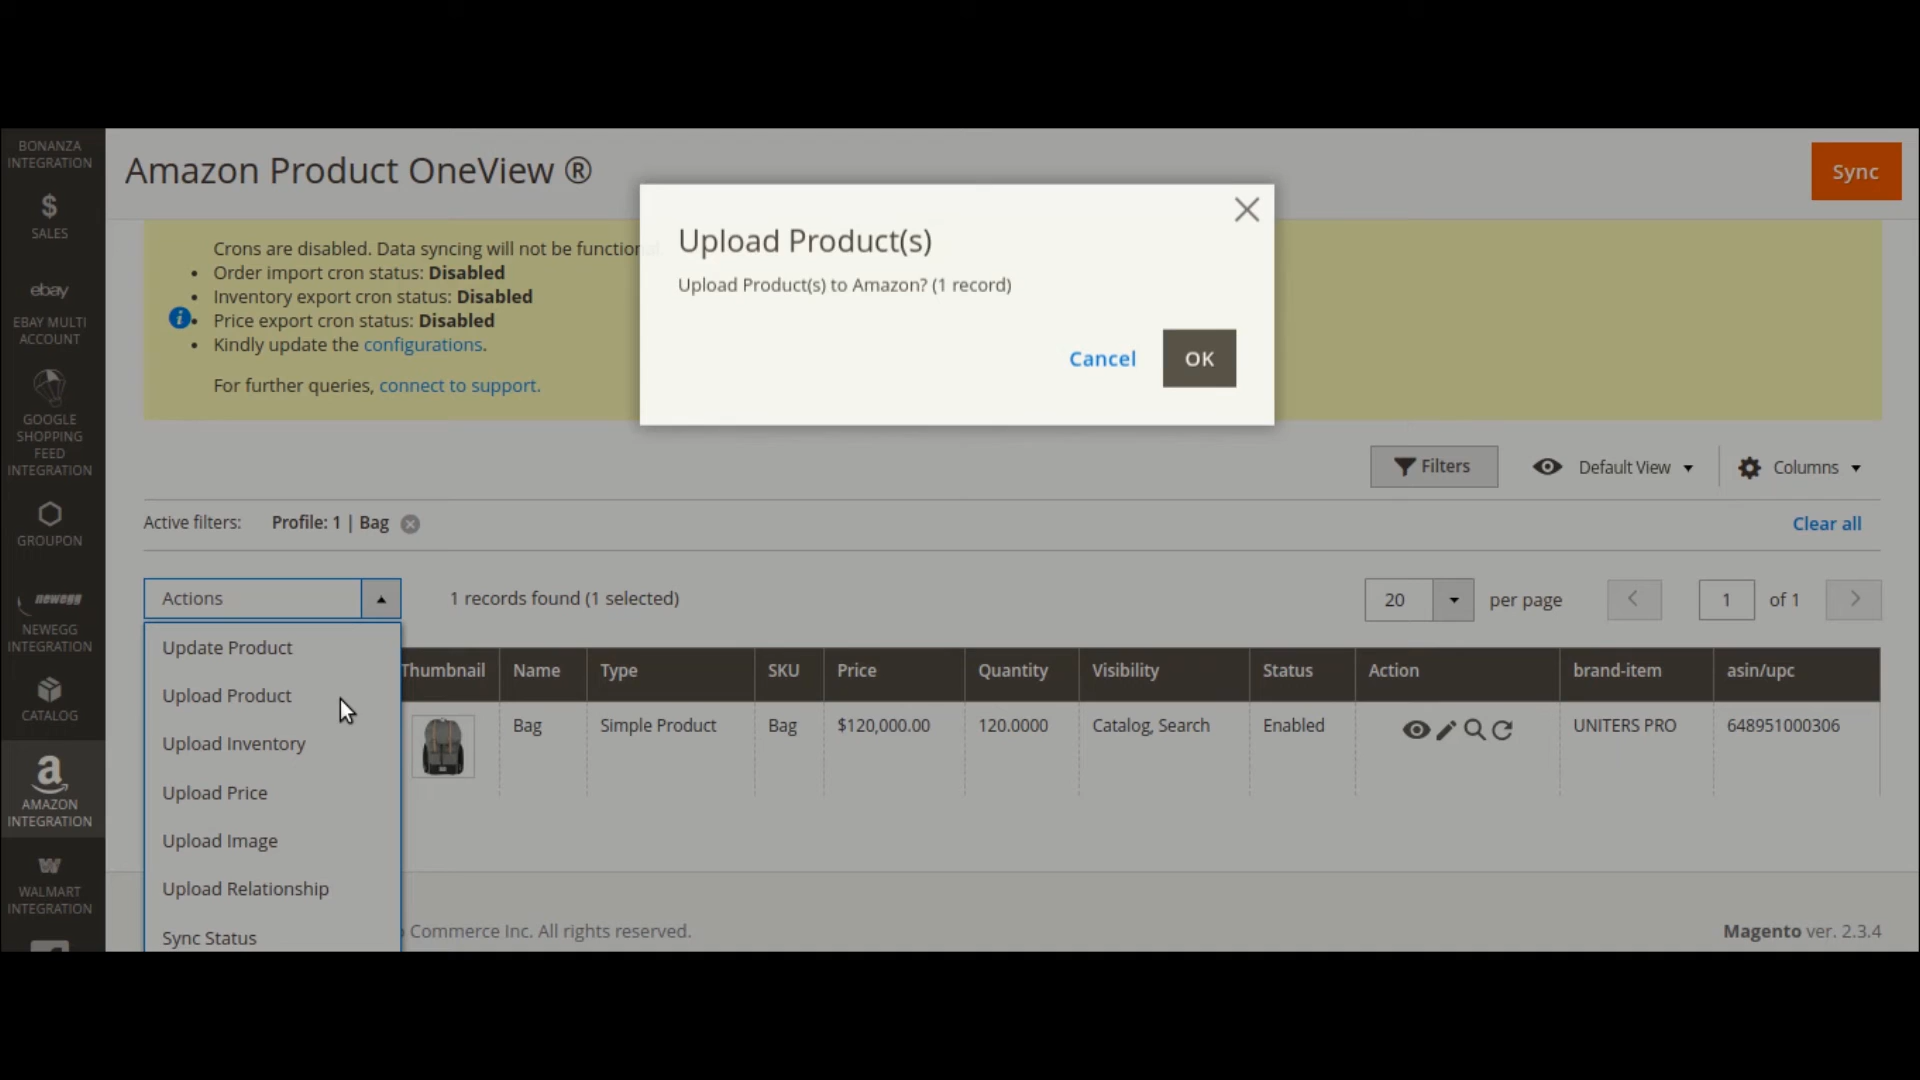 BONANZA
INTEGRATION
SALES
ebay
EBAY MULTI
ACCOUNT
GOOGLE
SHOPPING
FEED
INTEGRATION
GROUPON
newegg
NEWEGG
INTEGRATION
CATALOG
AMAZON
INTEGRATION
WALMART
INTEGRATION
Amazon Product OneView ®
Sync
Crons are disabled. Data syncing will not be functional
• Order import cron status: Disabled
• Inventory export cron status: Disabled
• Price export cron status: Disabled
• Kindly update the configurations.
For further queries, connect to support.
Upload Product(s)
Upload Product(s) to Amazon? (1 record)
Cancel OK
Filters Default View Columns
Active filters: Profile: 1 | Bag Clear all
Actions 1 records found (1 selected) 20 per page 1 of 1
Update Product
Upload Product
Upload Inventory
Upload Price
Upload Image
Upload Relationship
Sync Status
Thumbnail Name Type SKU Price Quantity Visibility Status Action brand-item asin/upc
Bag Simple Product Bag $120,000.00 120.0000 Catalog, Search Enabled UNITERS PRO 648951000306
Commerce Inc. All rights reserved. Magento ver. 2.3.4